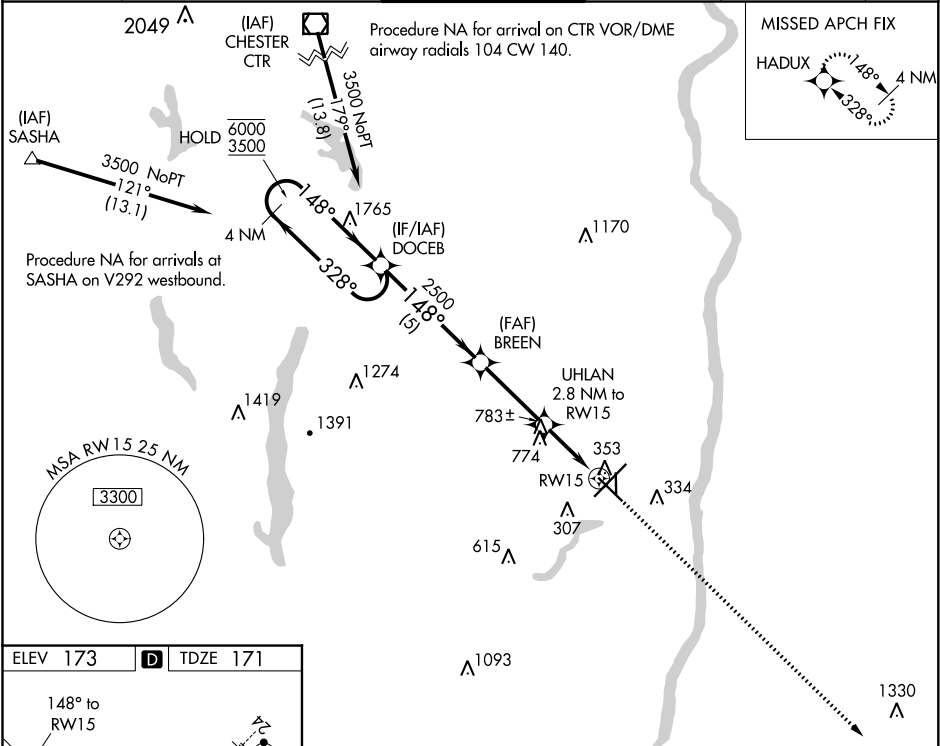 2049
(IAF)
CHESTER
CTR
Procedure NA for arrival on CTR VOR/DME
airway radials 104 CW 140.
MISSED APCH FIX
HADUX
148°
4 NM
328°
(IAF)
SASHA
3500 NoPT
121°
(13.1)
HOLD
6000
3500
3500 NoPT
179°
(13.8)
4 NM
148°
328°
1765
(IF/IAF)
DOCEB
1170
Procedure NA for arrivals at
SASHA on V292 westbound.
2500
148°
(5)
(FAF)
BREEN
1274
UHLAN
2.8 NM to
RW15
1419
1391
783±
774
353
RW15
334
307
615
MSA RW15 25 NM
3300
1093
1330
ELEV 173
D
TDZE 171
148° to
RW15
24